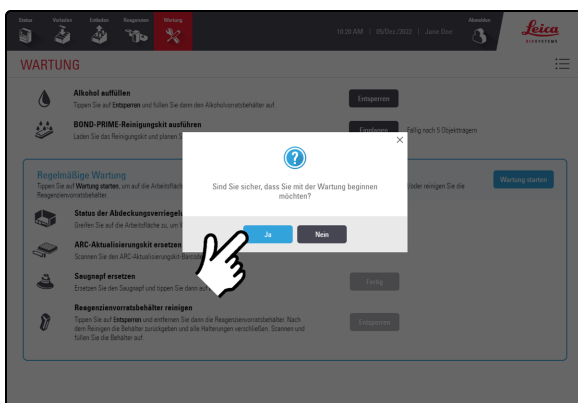 Status
Vorladen
Entladen
Reagenzien
Wartung
10:20 AM | 05/Dez./2022 | Jane Doe
Abmelden
Leica
BIOSYSTEMS
WARTUNG
Alkohol auffüllen
Tippen Sie auf Entsperren und füllen Sie dann den Alkoholvorratsbehälter auf.
Entsperren
BOND-PRIME-Reinigungskit ausführen
Laden Sie das Reinigungskit und planen S
Fällig nach 5 Objektträgern
Regelmäßige Wartung
Tippen Sie auf Wartung starten, um auf die Arbeitsfläch
oder reinigen Sie die
Reagenzienvorratsbehälter.
Wartung starten
Sind Sie sicher, dass Sie mit der Wartung beginnen
möchten?
Ja
Nein
Status der Abdeckungsverriegelu
Greifen Sie auf die Arbeitsfläche zu, um
ARC-Aktualisierungskit ersetzen
Scannen Sie den ARC-Aktualisierungskit-Barco
Saugnapf ersetzen
Ersetzen Sie den Saugnapf und tippen Sie dann auf
Fertig
Reagenzienvorratsbehälter reinigen
Tippen Sie auf Entsperren und entfernen Sie dann die Reagenzienvorratsbehälter. Nach
dem Reinigen die Behälter zurückgeben und alle Halterungen verschließen. Scannen und
füllen Sie die Behälter auf.
Entsperren